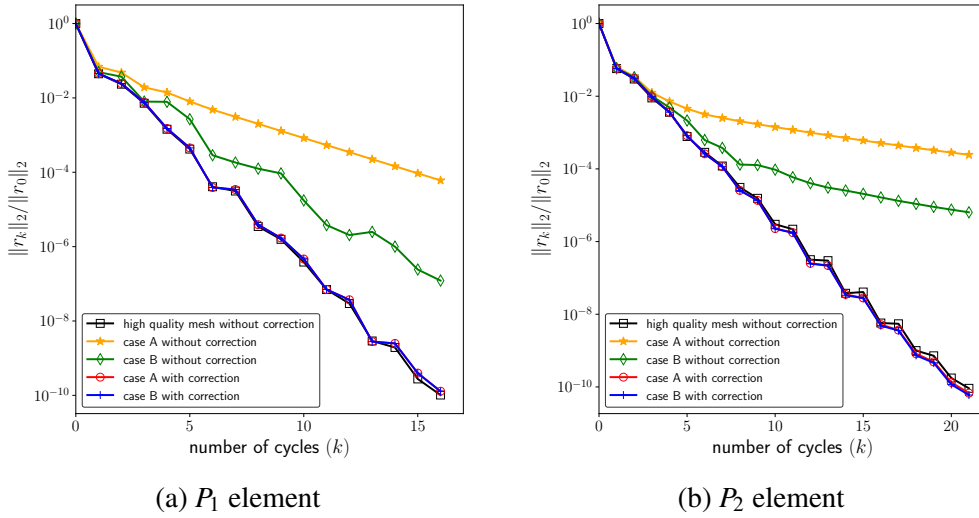 10^0
10^{-2}
10^{-4}
10^{-6}
10^{-8}
10^{-10}
||r_k||_2/||r_0||_2
high quality mesh without correction
case A without correction
case B without correction
case A with correction
case B with correction
0 5 10 15
number of cycles (k)
(a) P_1 element
10^0
10^{-2}
10^{-4}
10^{-6}
10^{-8}
10^{-10}
||r_k||_2/||r_0||_2
high quality mesh without correction
case A without correction
case B without correction
case A with correction
case B with correction
0 5 10 15 20
number of cycles (k)
(b) P_2 element